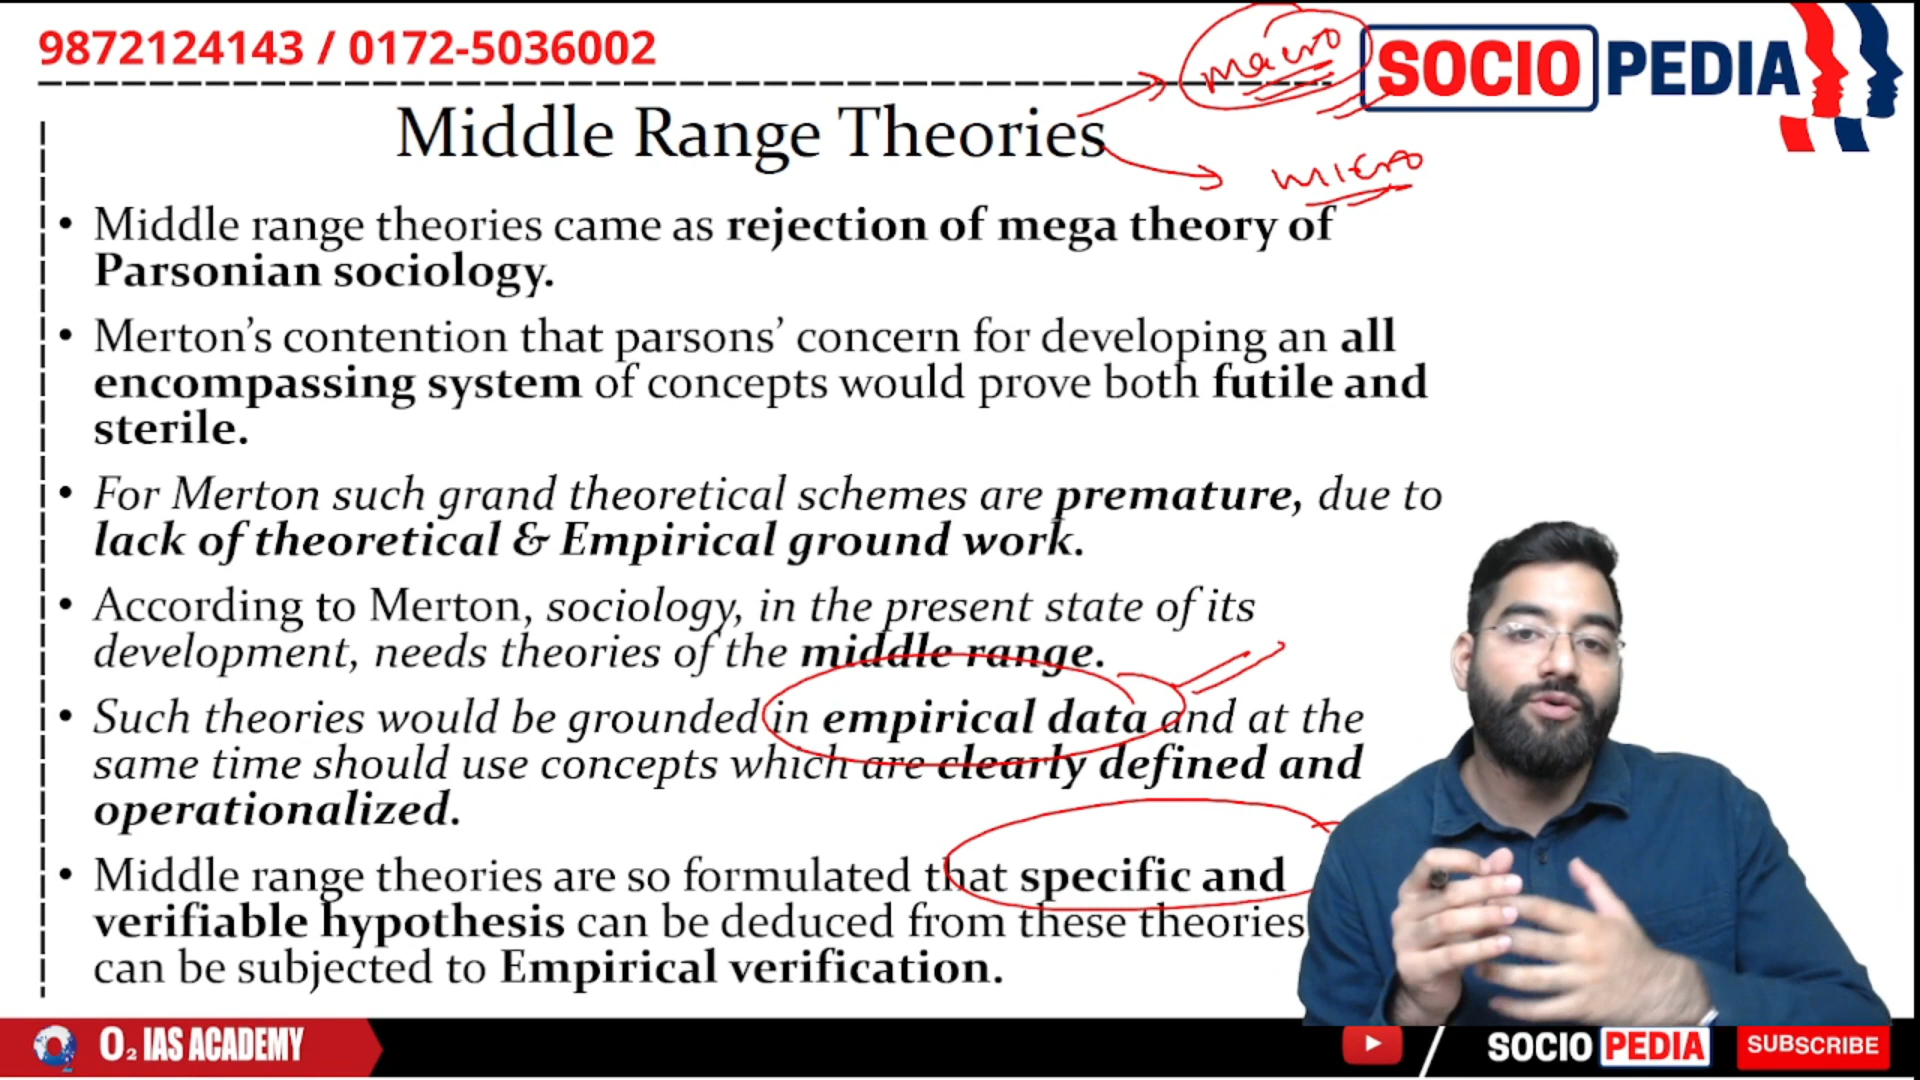 9872124143 / 0172-5036002
macro
SOCIO PEDIA
Middle Range Theories
micro
• Middle range theories came as rejection of mega theory of
Parsonian sociology.
• Merton’s contention that parsons’ concern for developing an all
encompassing system of concepts would prove both futile and
sterile.
• For Merton such grand theoretical schemes are premature, due to
lack of theoretical & Empirical ground work.
• According to Merton, sociology, in the present state of its
development, needs theories of the middle range.
• Such theories would be grounded in empirical data and at the
same time should use concepts which are clearly defined and
operationalized.
• Middle range theories are so formulated that specific and
verifiable hypothesis can be deduced from these theories
can be subjected to Empirical verification.
O2 IAS ACADEMY
SOCIO PEDIA
SUBSCRIBE